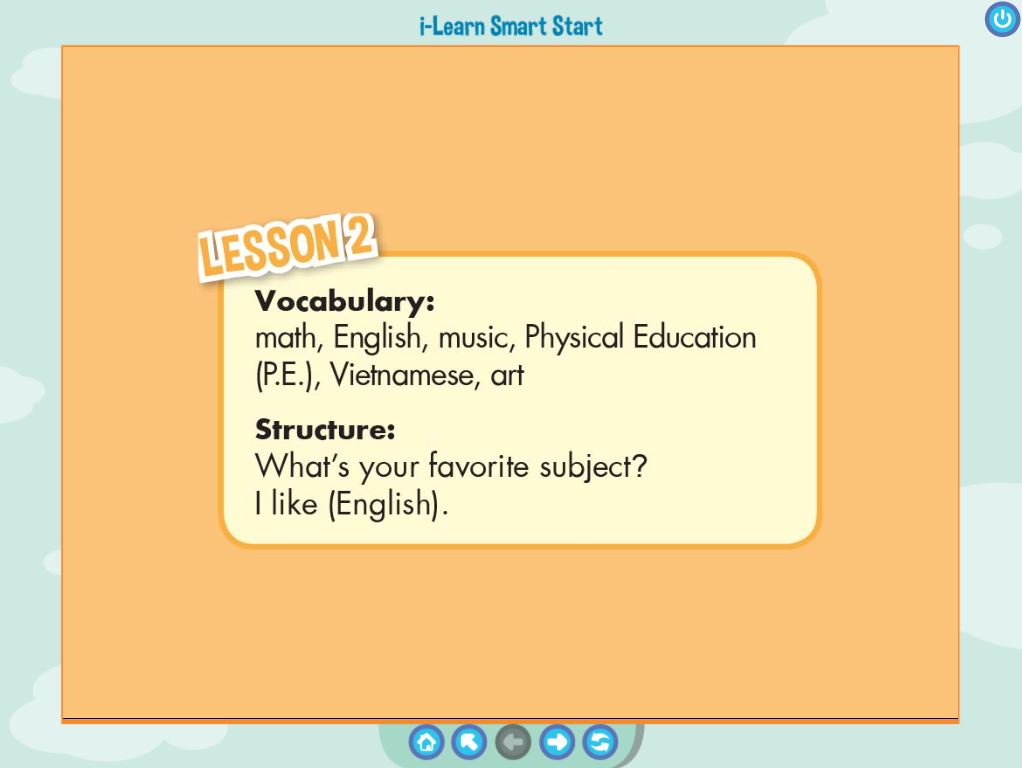 i-Learn Smart Start
LESSON 2
Vocabulary:
math, English, music, Physical Education
(P.E.), Vietnamese, art
Structure:
What's your favorite subject?
I like (English).